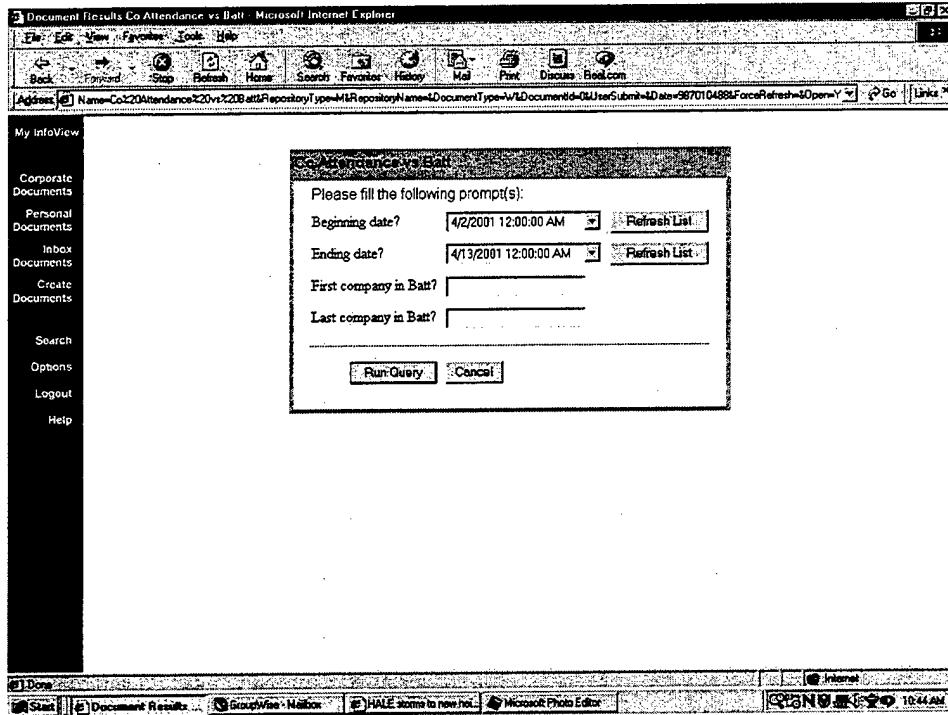 Document Results Co Attendance vs Batt - Microsoft Internet Explorer
File Edit View Favorites Tools Help
Back Forward Stop Refresh Home Search Favorites History Mail Print Discuss Real.com
Address Name=Co%20Attendance%20vs%20Batt&RepositoryType=M&RepositoryName=&DocumentType=W&DocumentId=0&UserSubmit=&Date=987010488&ForceRefresh=&Open=Y Go Links
My InfoView
Corporate
Documents
Personal
Documents
Inbox
Documents
Create
Documents
Search
Options
Logout
Help
Co Attendance vs Batt
Please fill the following prompt(s):
Beginning date? 4/2/2001 12:00:00 AM Refresh List
Ending date? 4/13/2001 12:00:00 AM Refresh List
First company in Batt?
Last company in Batt?
Run Query Cancel
Done Internet
Start Document Results ... GroupWise - Mailbox HALE storms to new hei... Microsoft Photo Editor 10:44 AM